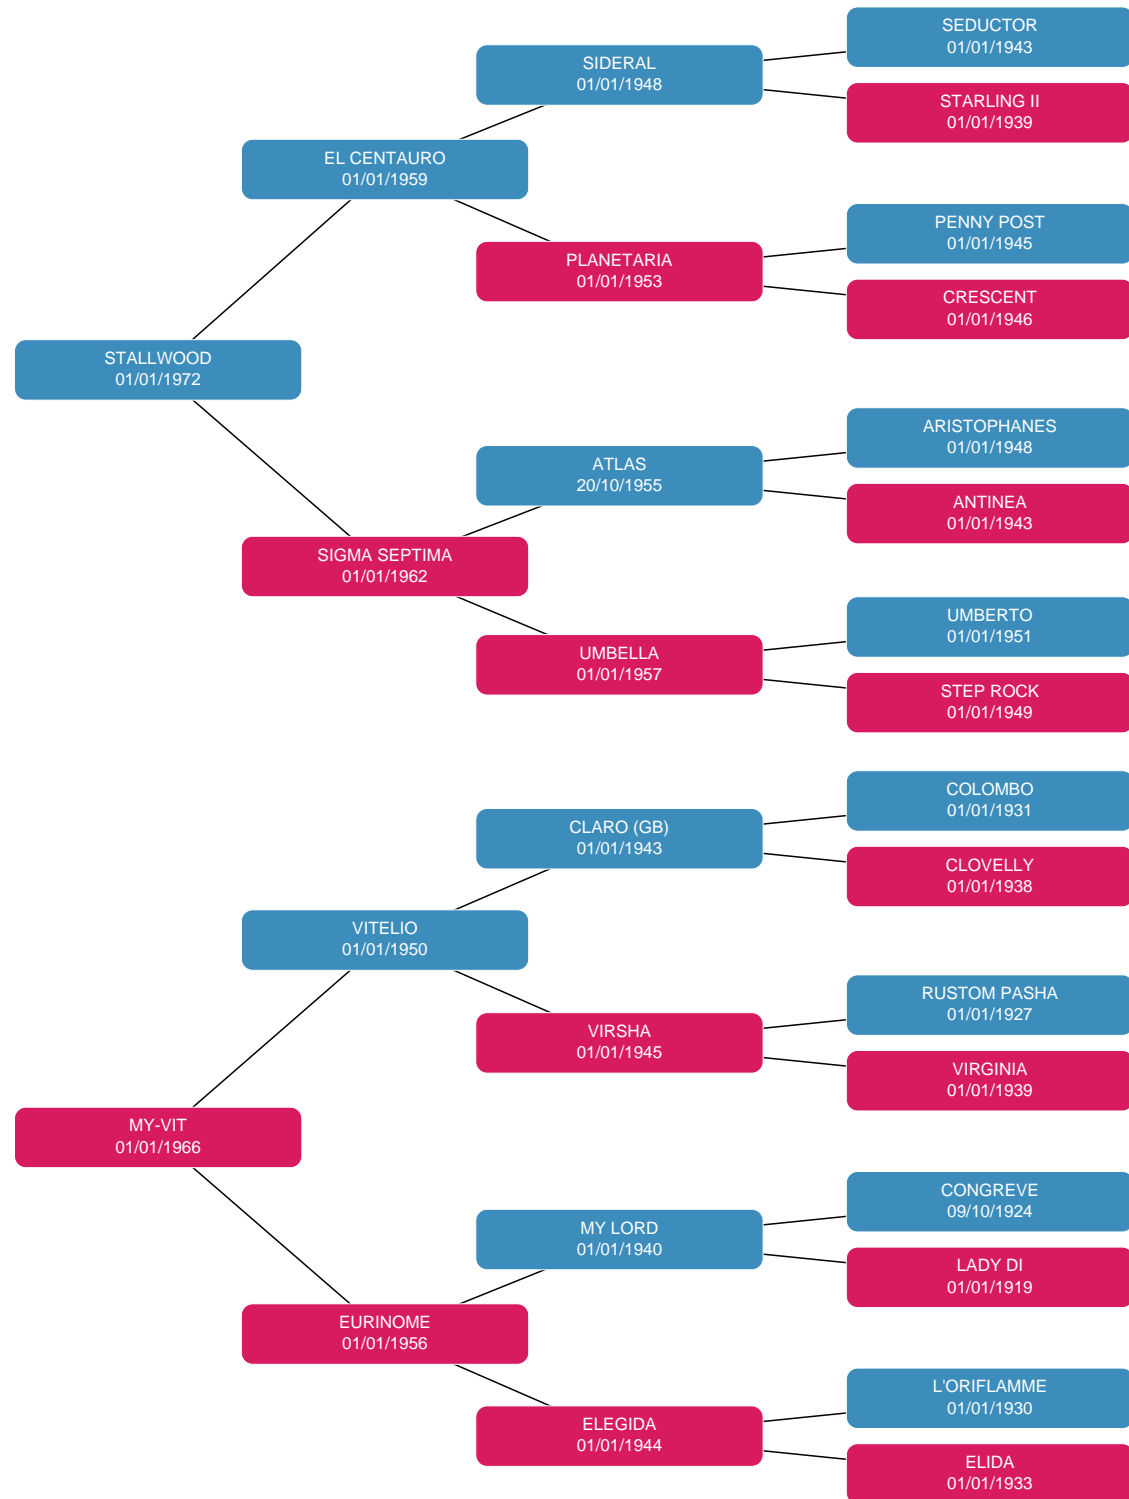 SEDUCTOR
01/01/1943
SIDERAL
01/01/1948
STARLING II
01/01/1939
EL CENTAURO
01/01/1959
PENNY POST
01/01/1945
PLANETARIA
01/01/1953
CRESCENT
01/01/1946
STALLWOOD
01/01/1972
ARISTOPHANES
01/01/1948
ATLAS
20/10/1955
ANTINEA
01/01/1943
SIGMA SEPTIMA
01/01/1962
UMBERTO
01/01/1951
UMBELLA
01/01/1957
STEP ROCK
01/01/1949
COLOMBO
01/01/1931
CLARO (GB)
01/01/1943
CLOVELLY
01/01/1938
VITELIO
01/01/1950
RUSTOM PASHA
01/01/1927
VIRSHA
01/01/1945
VIRGINIA
01/01/1939
MY-VIT
01/01/1966
CONGREVE
09/10/1924
MY LORD
01/01/1940
LADY DI
01/01/1919
EURINOME
01/01/1956
L'ORIFLAMME
01/01/1930
ELEGIDA
01/01/1944
ELIDA
01/01/1933